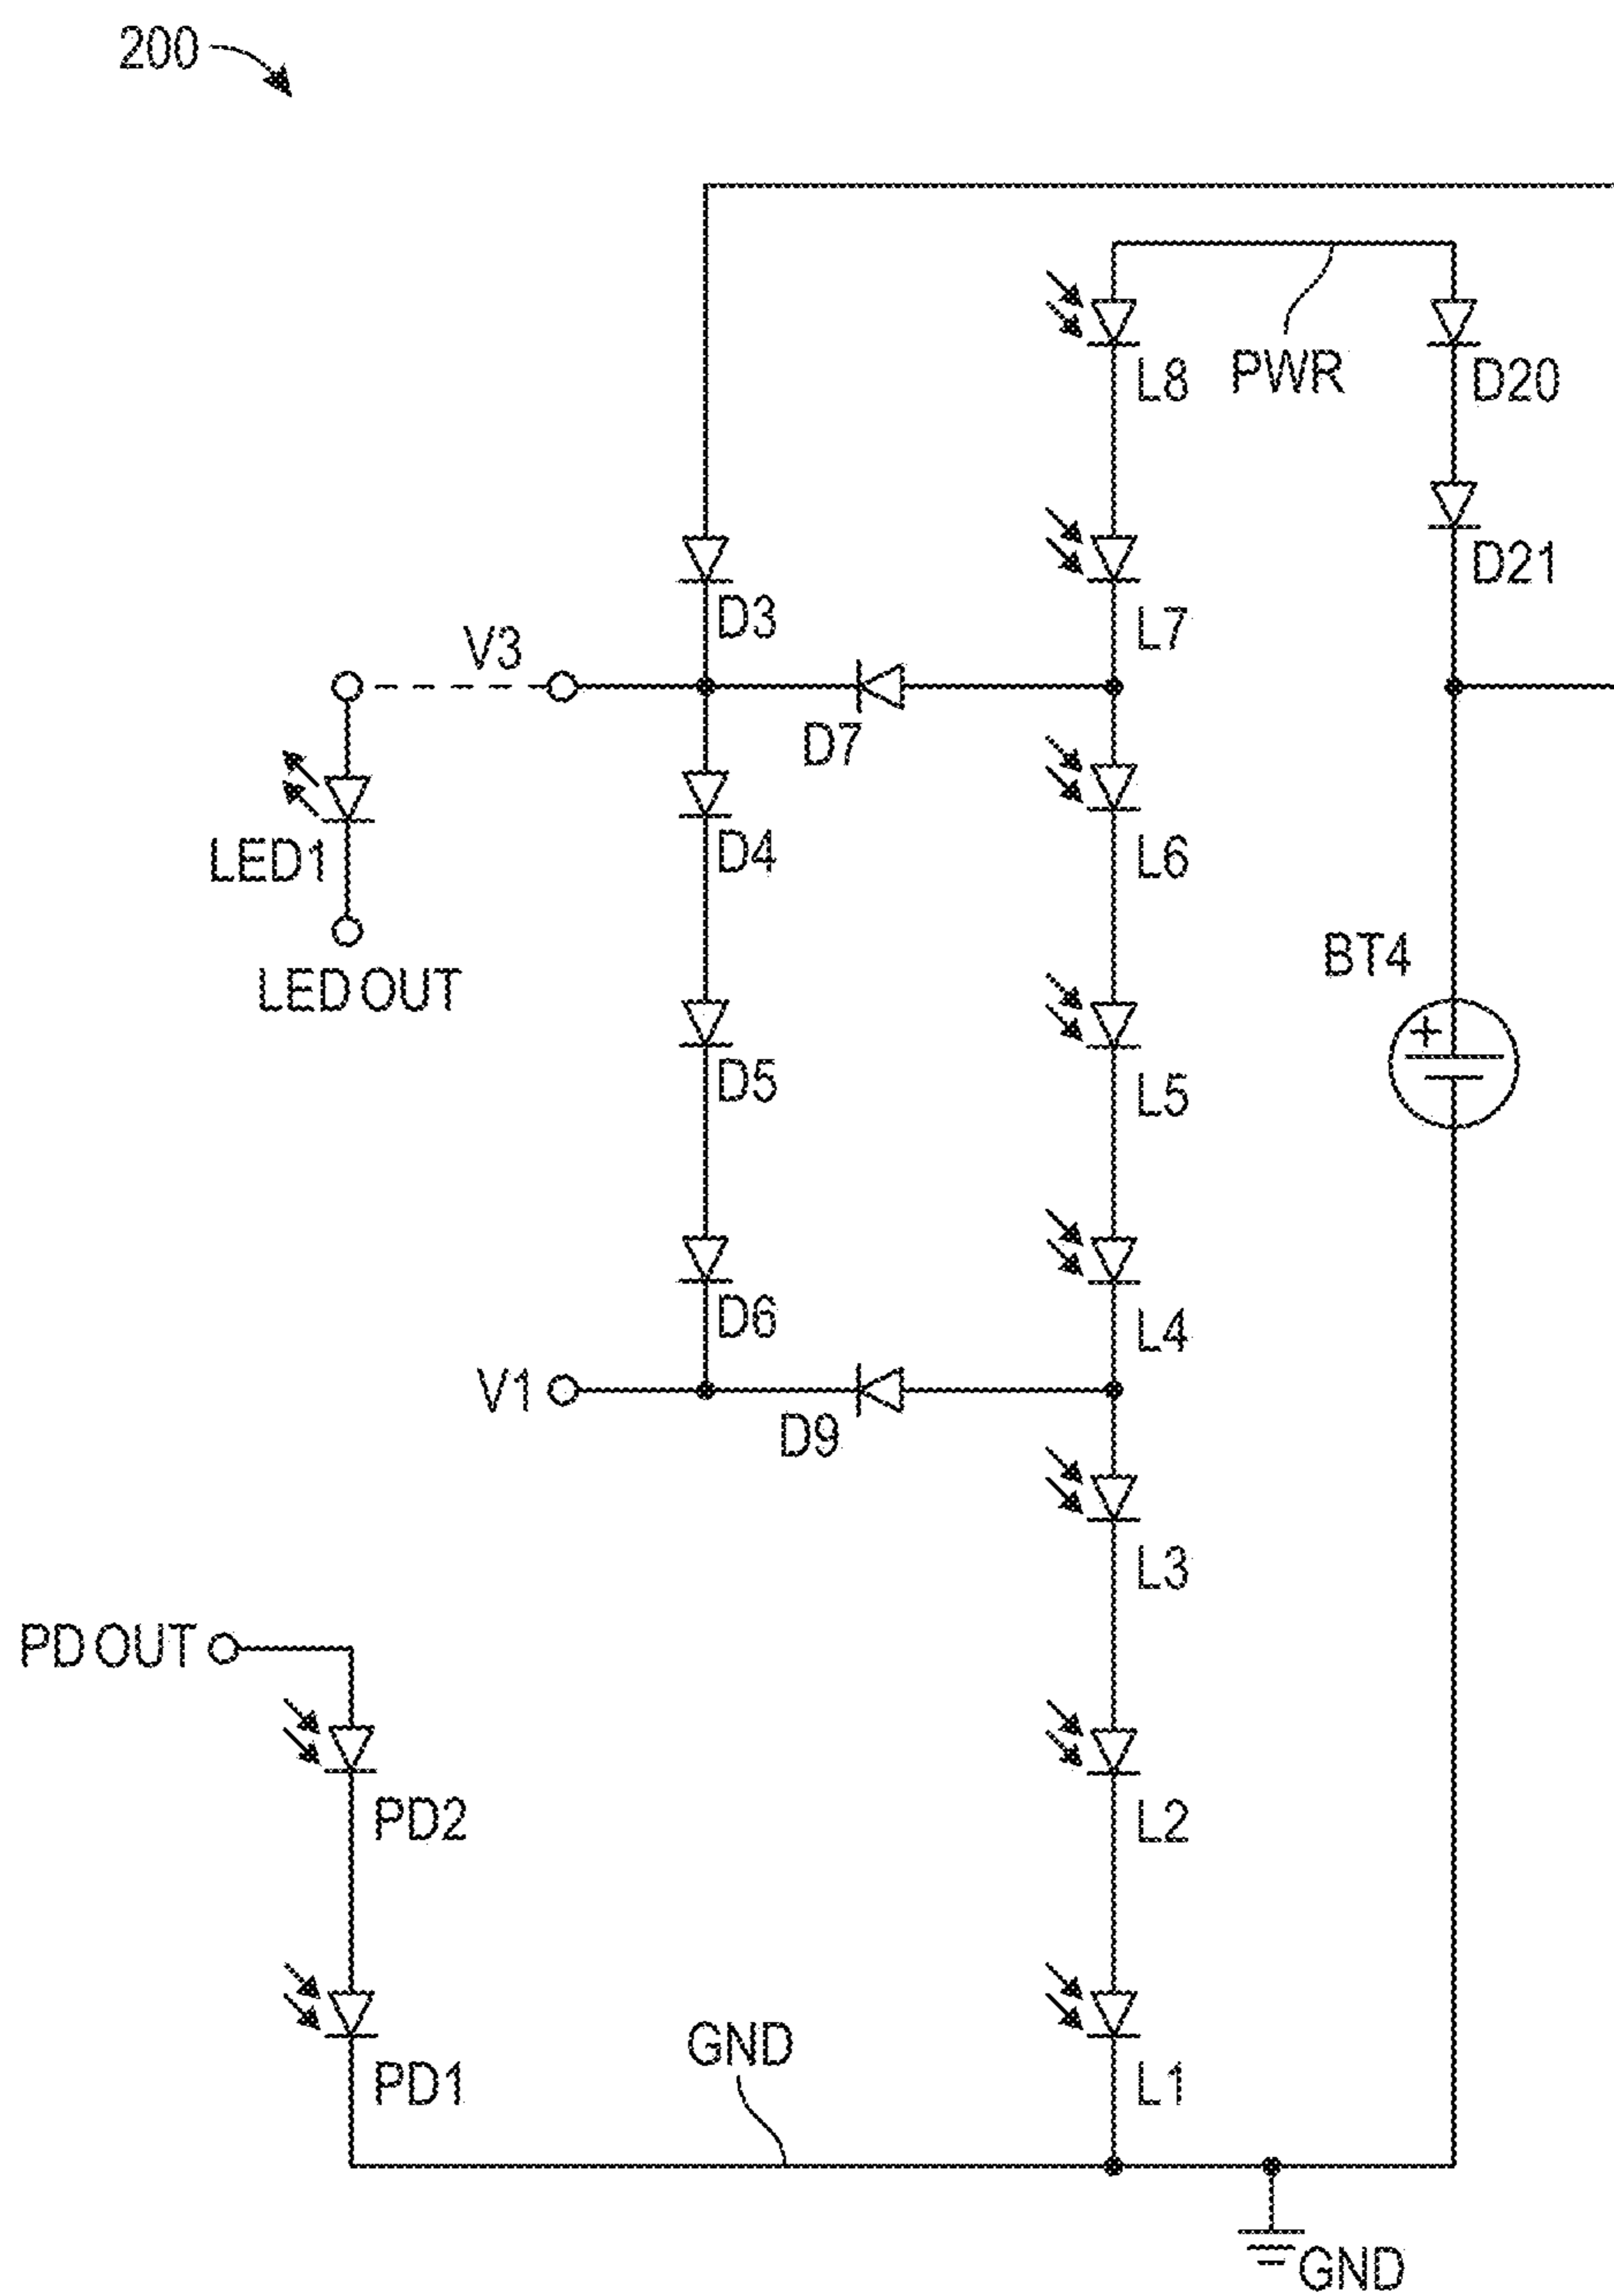 200
L8
PWR
D20
D21
D3
L7
V3
D7
D4
L6
LED1
LED OUT
BT4
D5
L5
D6
L4
V1
D9
L3
PD OUT
PD2
L2
GND
PD1
L1
GND